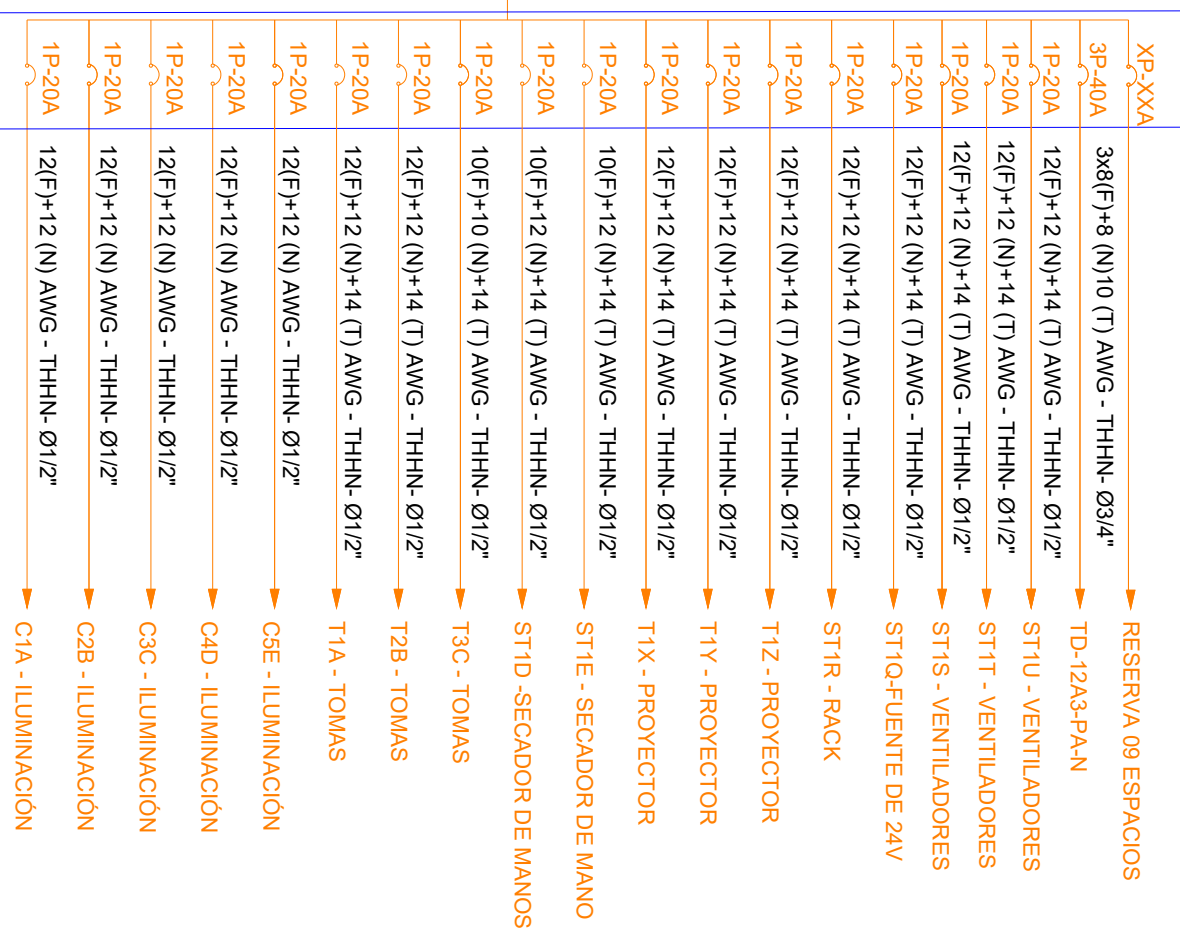 XP-XXA RESERVA 09 ESPACIOS
3P-40A 3x8(F)+8 (N)10 (T) AWG - THHN- Ø3/4" TD-12A3-PA-N
1P-20A 12(F)+12 (N)+14 (T) AWG - THHN- Ø1/2" ST1U - VENTILADORES
1P-20A 12(F)+12 (N)+14 (T) AWG - THHN- Ø1/2" ST1T - VENTILADORES
1P-20A 12(F)+12 (N)+14 (T) AWG - THHN- Ø1/2" ST1S - VENTILADORES
1P-20A 12(F)+12 (N)+14 (T) AWG - THHN- Ø1/2" ST1Q-FUENTE DE 24V
1P-20A 12(F)+12 (N)+14 (T) AWG - THHN- Ø1/2" ST1R - RACK
1P-20A 12(F)+12 (N)+14 (T) AWG - THHN- Ø1/2" T1Z - PROYECTOR
1P-20A 12(F)+12 (N)+14 (T) AWG - THHN- Ø1/2" T1Y - PROYECTOR
1P-20A 12(F)+12 (N)+14 (T) AWG - THHN- Ø1/2" T1X - PROYECTOR
1P-20A 10(F)+12 (N)+14 (T) AWG - THHN- Ø1/2" ST1E - SECADOR DE MANO
1P-20A 10(F)+12 (N)+14 (T) AWG - THHN- Ø1/2" ST1D -SECADOR DE MANOS
1P-20A 10(F)+10 (N)+14 (T) AWG - THHN- Ø1/2" T3C - TOMAS
1P-20A 12(F)+12 (N)+14 (T) AWG - THHN- Ø1/2" T2B - TOMAS
1P-20A 12(F)+12 (N)+14 (T) AWG - THHN- Ø1/2" T1A - TOMAS
1P-20A 12(F)+12 (N) AWG - THHN- Ø1/2" C5E - ILUMINACIÓN
1P-20A 12(F)+12 (N) AWG - THHN- Ø1/2" C4D - ILUMINACIÓN
1P-20A 12(F)+12 (N) AWG - THHN- Ø1/2" C3C - ILUMINACIÓN
1P-20A 12(F)+12 (N) AWG - THHN- Ø1/2" C2B - ILUMINACIÓN
1P-20A 12(F)+12 (N) AWG - THHN- Ø1/2" C1A - ILUMINACIÓN